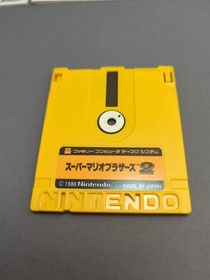 ファミリーコンピュータ ディスクシステム
スーパーマリオブラザーズ2
© 1986 Nintendo
MADE IN JAPAN
NINTENDO